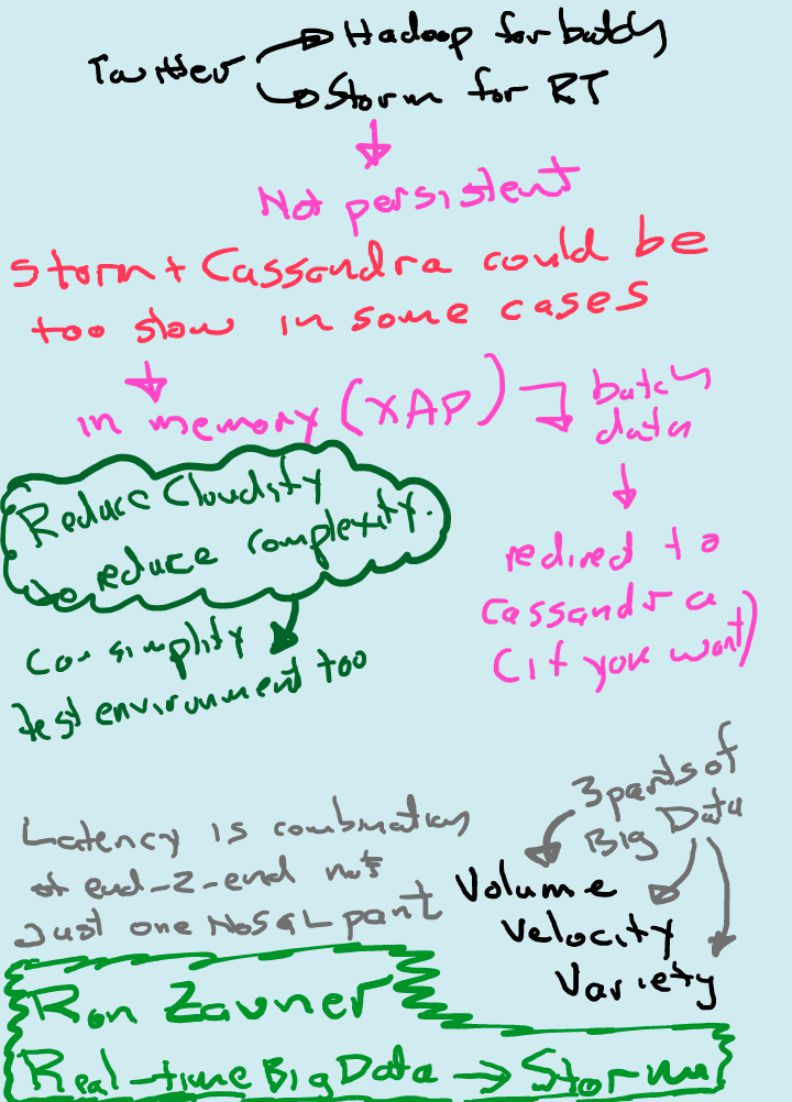 Twitter → Hadoop for batch
→ Storm for RT
Not persistent
Storm + Cassandra could be
too slow in some cases
in memory (XAP)
batch
data
redirect to
Cassandra
(if you want)
Reduce Cloudify
to reduce complexity.
Can simplify
test environment too
3 parts of
Big Data
Volume
Velocity
Variety
Latency is combination
of end-2-end not
Just one NoSQL part
Ron Zavner
Real-time Big Data → Storm